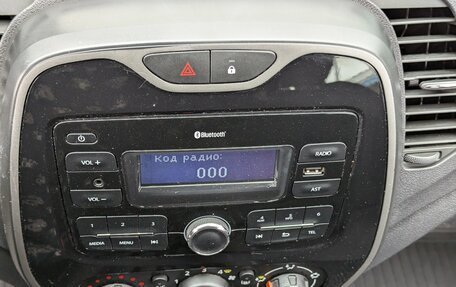 Bluetooth
VOL +
Код радио:
000
RADIO
VOL −
AST
1 2 3
4 5 6
MEDIA MENU
TEL